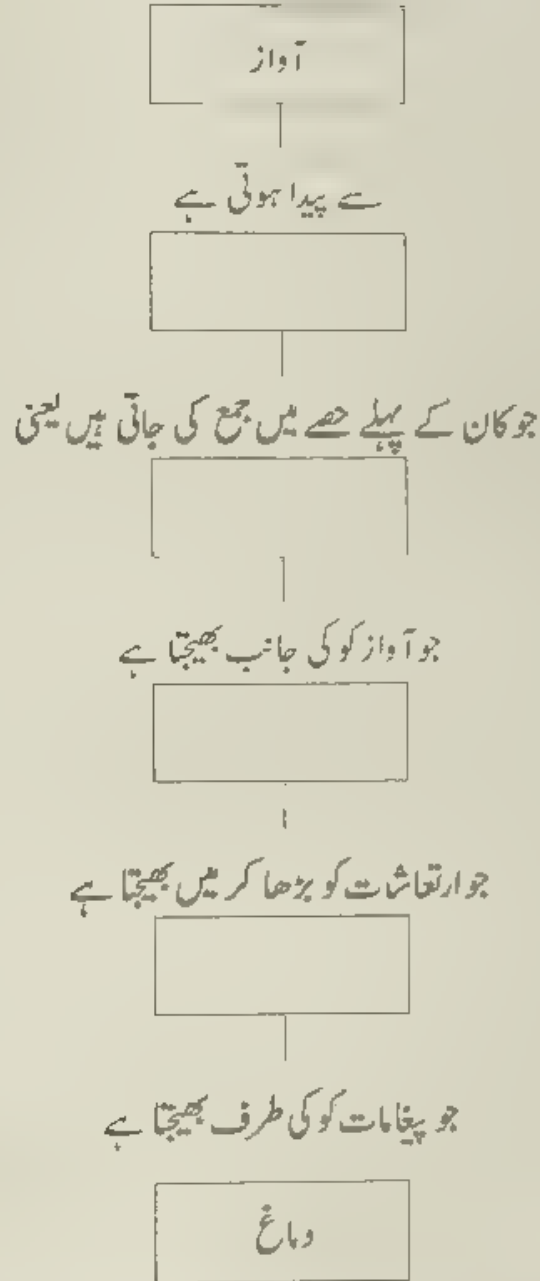 آواز
سے پیدا ہوتی ہے
جو کان کے پہلے حصے میں جمع کی جاتی ہیں یعنی
جو آواز کو کی جانب بھیجتا ہے
جو ارتعاشات کو بڑھا کر میں بھیجتا ہے
جو پیغامات کو کی طرف بھیجتا ہے
دماغ